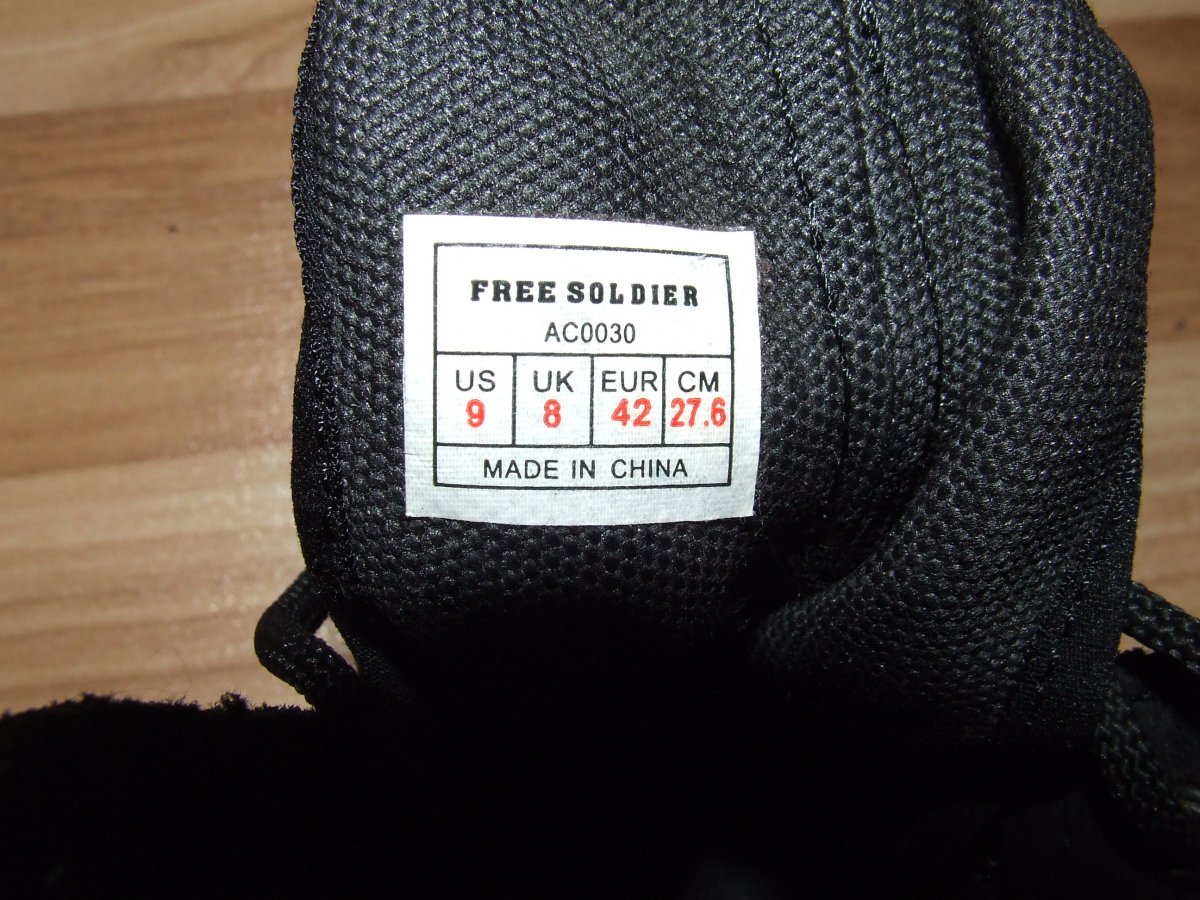 FREE SOLDIER
AC0030
US UK EUR CM
9 8 42 27.6
MADE IN CHINA